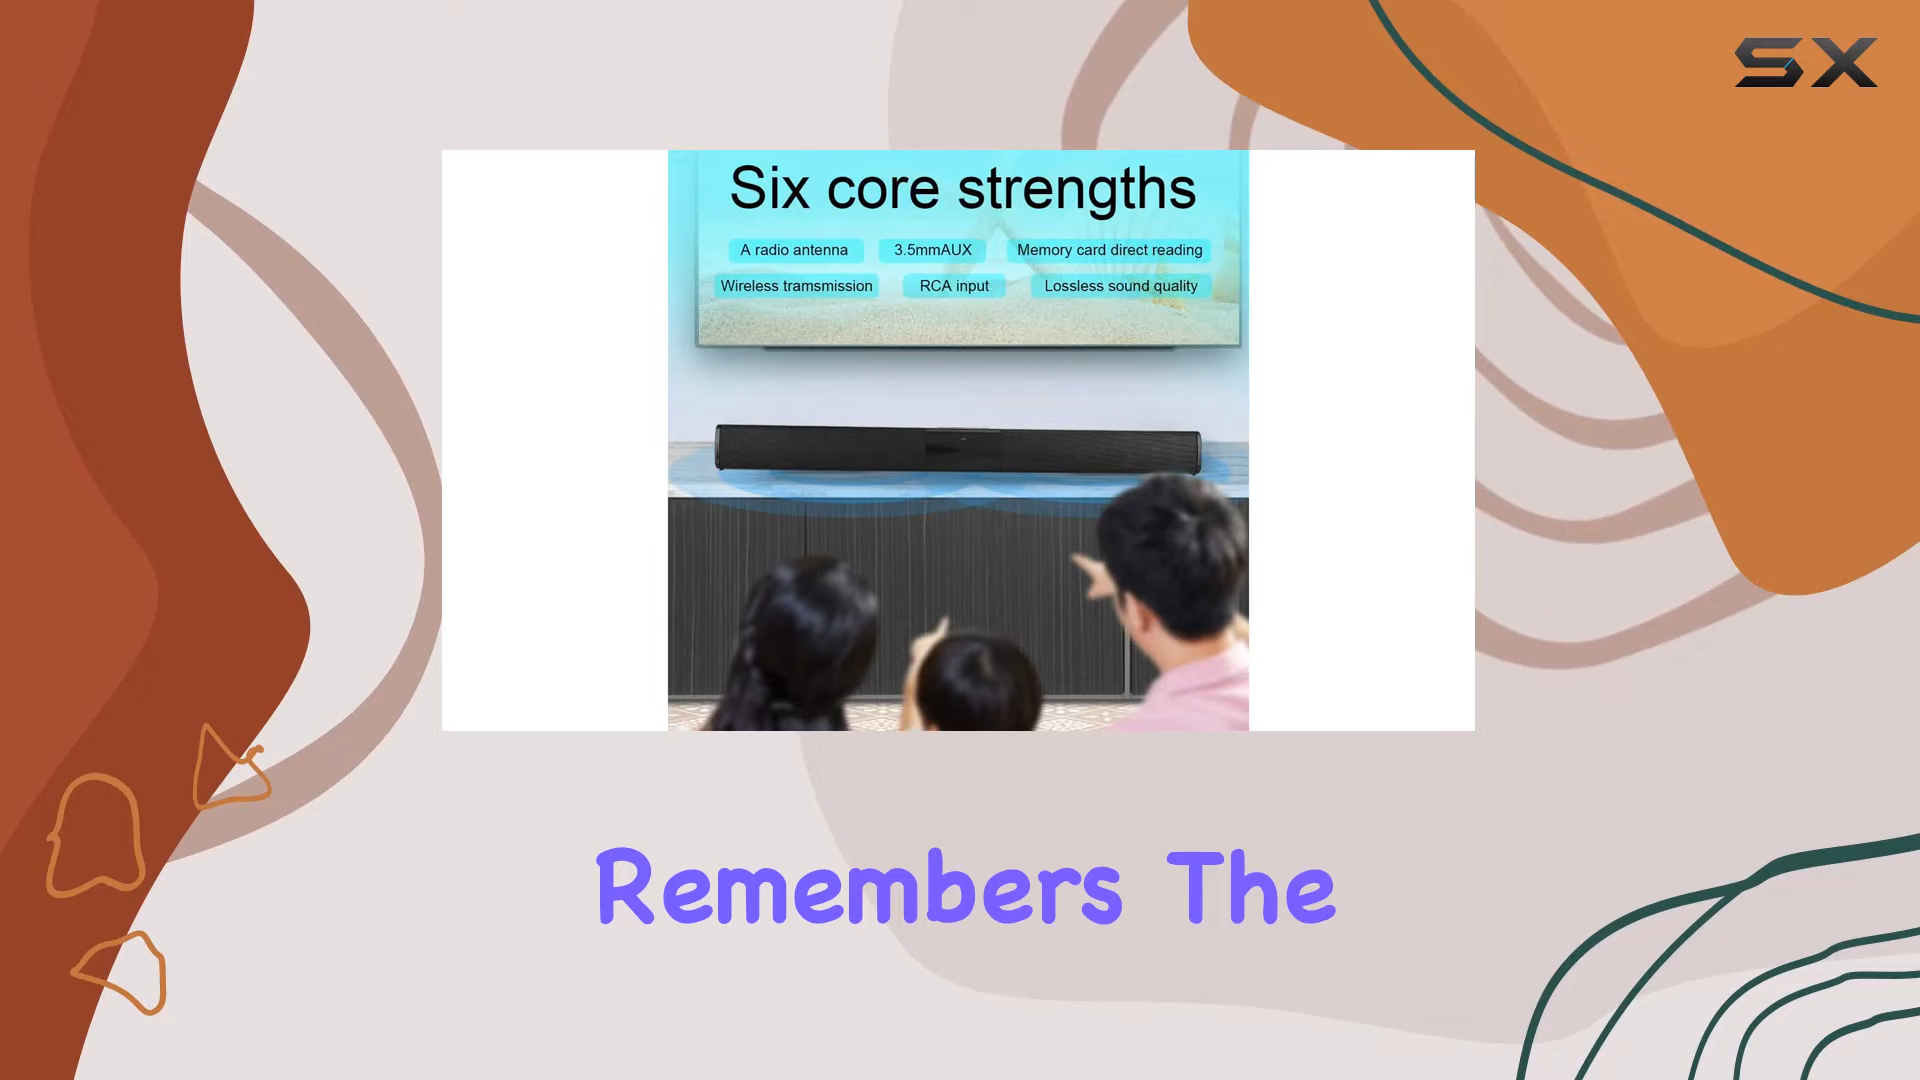 SX
Six core strengths
A radio antenna 3.5mmAUX Memory card direct reading
Wireless tramsmission RCA input Lossless sound quality
Remembers The